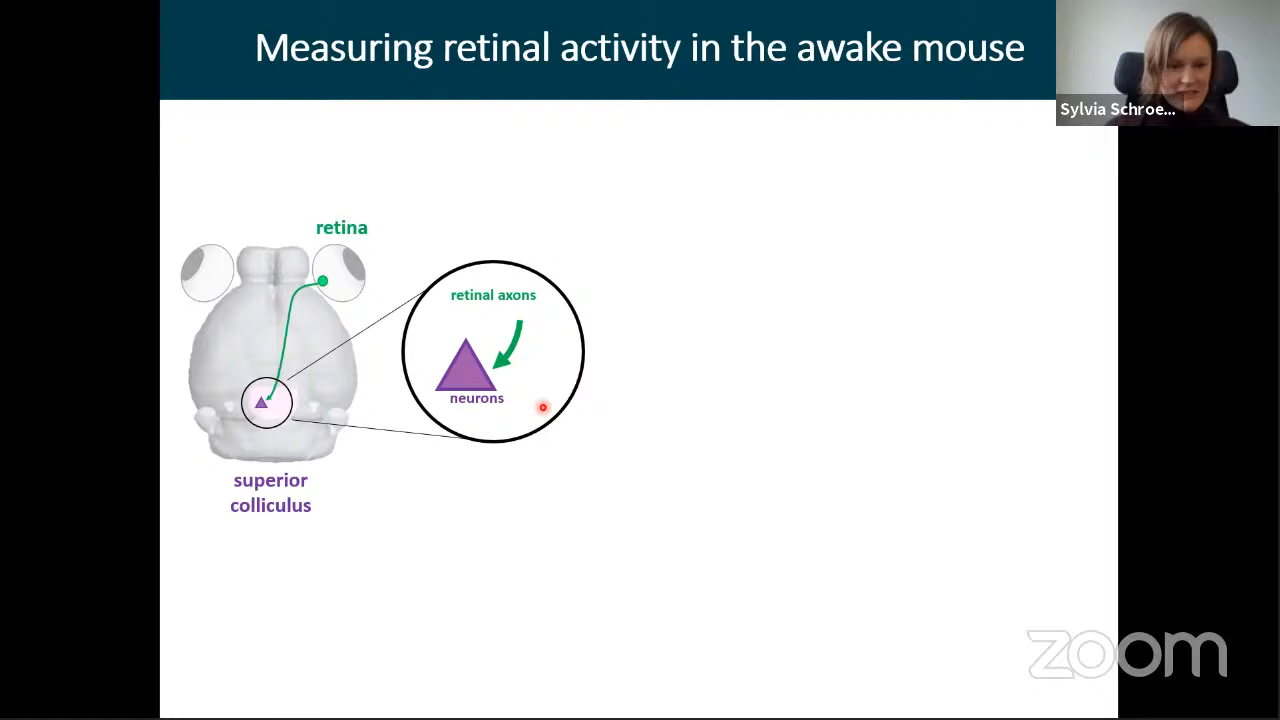 Measuring retinal activity in the awake mouse
Sylvia Schroe...
retina
retinal axons
neurons
superior
colliculus
zoom